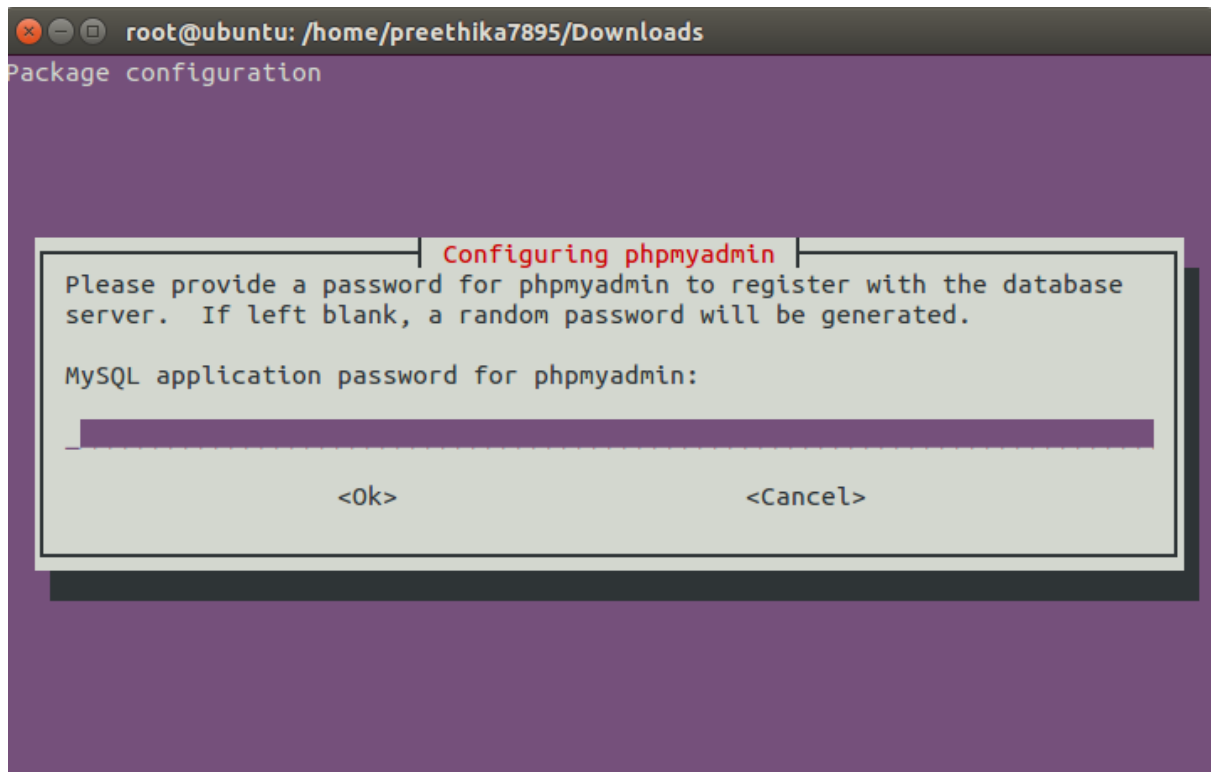 root@ubuntu: /home/preethika7895/Downloads
Package configuration
Configuring phpmyadmin
Please provide a password for phpmyadmin to register with the database
server.  If left blank, a random password will be generated.
MySQL application password for phpmyadmin:
<Ok> <Cancel>